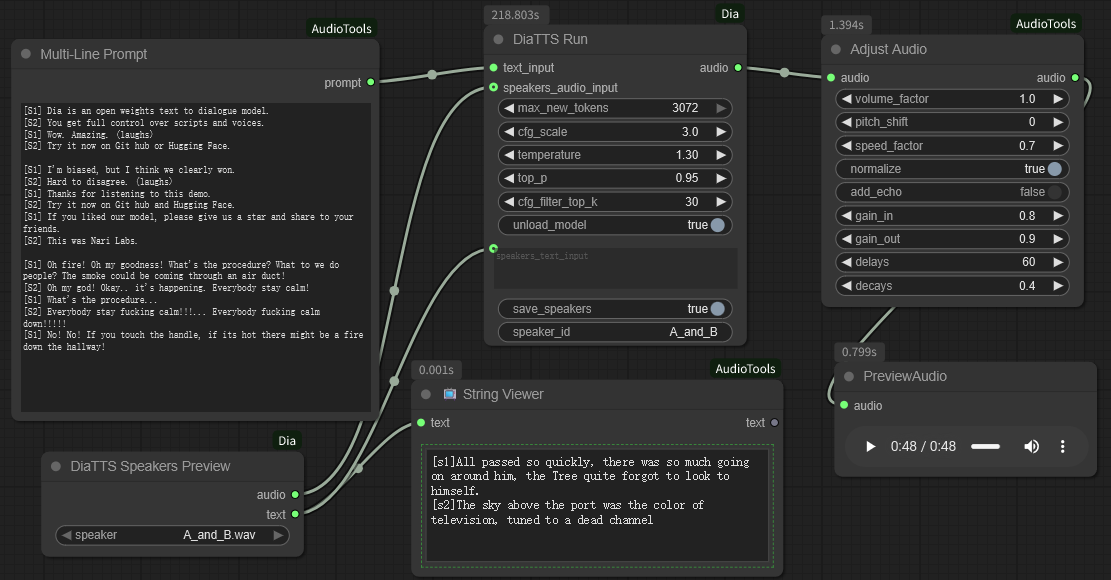 AudioTools
Multi-Line Prompt
prompt
[S1] Dia is an open weights text to dialogue model.
[S2] You get full control over scripts and voices.
[S1] Wow. Amazing. (laughs)
[S2] Try it now on Git hub or Hugging Face.
[S1] I'm biased, but I think we clearly won.
[S2] Hard to disagree. (laughs)
[S1] Thanks for listening to this demo.
[S2] Try it now on Git hub and Hugging Face.
[S1] If you liked our model, please give us a star and share to your
friends.
[S2] This was Nari Labs.
[S1] Oh fire! Oh my goodness! What's the procedure? What to we do
people? The smoke could be coming through an air duct!
[S2] Oh my god! Okay.. it's happening. Everybody stay calm!
[S1] What's the procedure...
[S2] Everybody stay fucking calm!!!... Everybody fucking calm
down!!!!!
[S1] No! No! If you touch the handle, if its hot there might be a fire
down the hallway!
Dia
DiaTTS Speakers Preview
audio
text
speaker A_and_B.wav
218.803s
Dia
DiaTTS Run
text_input audio
speakers_audio_input
max_new_tokens 3072
cfg_scale 3.0
temperature 1.30
top_p 0.95
cfg_filter_top_k 30
unload_model true
speakers_text_input
save_speakers true
speaker_id A_and_B
0.001s
AudioTools
String Viewer
text text
[s1]All passed so quickly, there was so much going
on around him, the Tree quite forgot to look to
himself.
[s2]The sky above the port was the color of
television, tuned to a dead channel
1.394s
AudioTools
Adjust Audio
audio audio
volume_factor 1.0
pitch_shift 0
speed_factor 0.7
normalize true
add_echo false
gain_in 0.8
gain_out 0.9
delays 60
decays 0.4
0.799s
PreviewAudio
audio
0:48 / 0:48